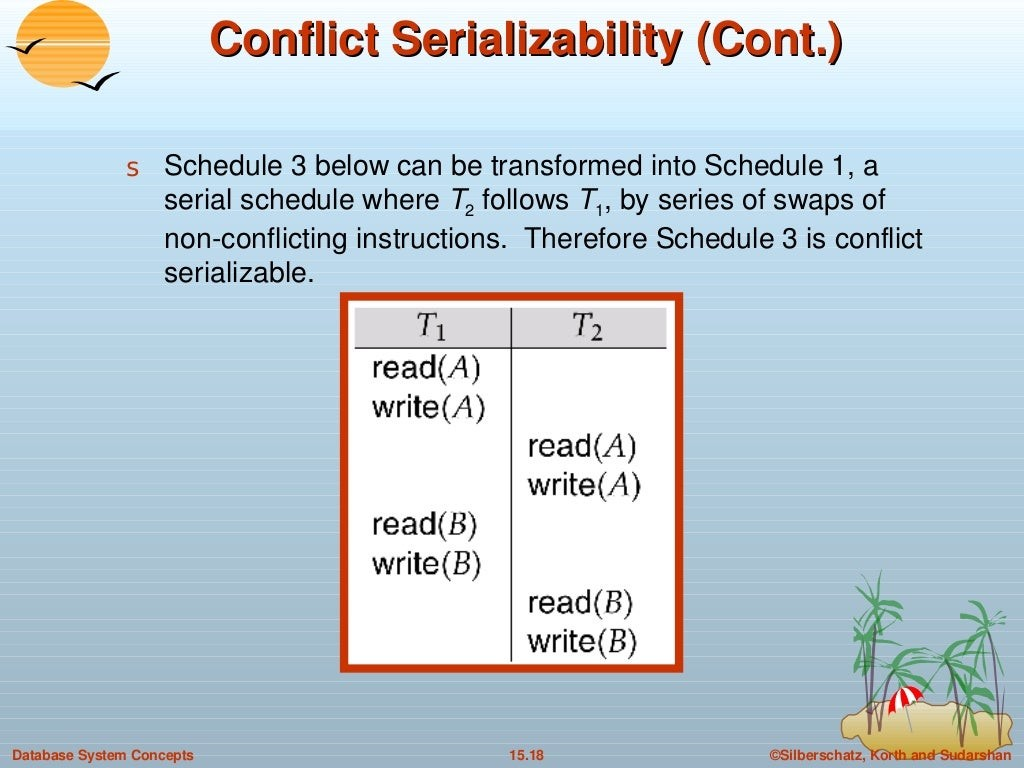 Conflict Serializability (Cont.)
s Schedule 3 below can be transformed into Schedule 1, a
serial schedule where T2 follows T1, by series of swaps of
non-conflicting instructions. Therefore Schedule 3 is conflict
serializable.
T1 T2
read(A)
write(A)
read(A)
write(A)
read(B)
write(B)
read(B)
write(B)
Database System Concepts 15.18 ©Silberschatz, Korth and Sudarshan